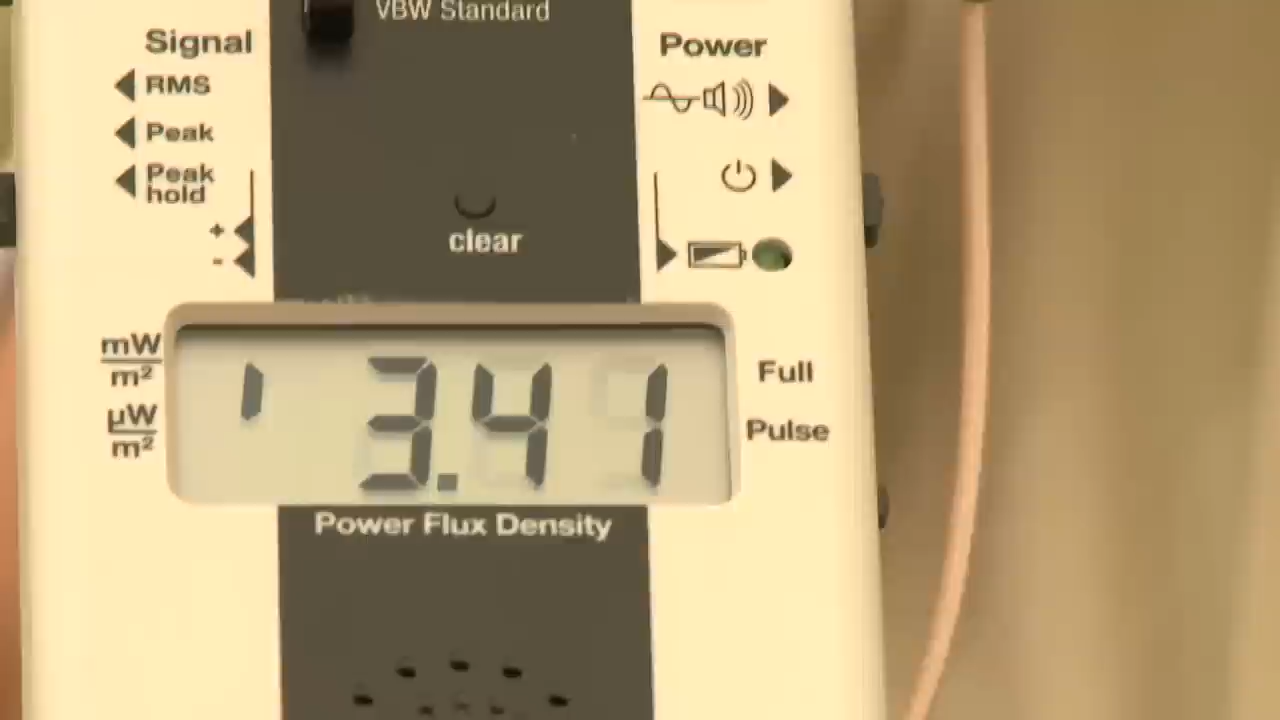 VBW Standard
Signal
RMS
Peak
Peak
hold
+
-
clear
Power
mW
m²
µW
m²
3.41
Full
Pulse
Power Flux Density